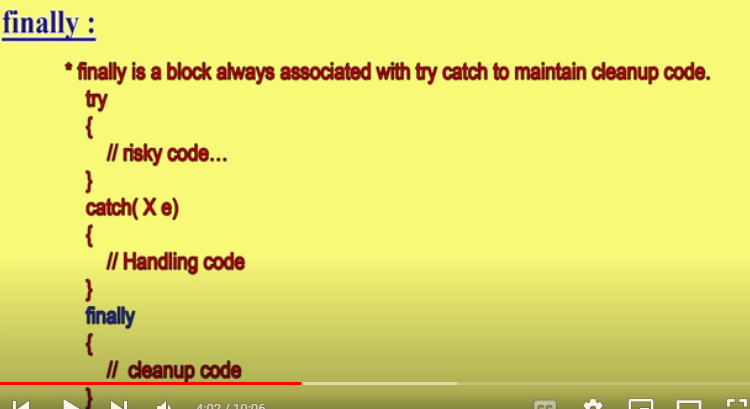 finally :
* finally is a block always associated with try catch to maintain cleanup code.
try
{
// risky code...
}
catch( X e)
{
// Handling code
}
finally
{
// cleanup code
}
4:02 / 10:06
CC